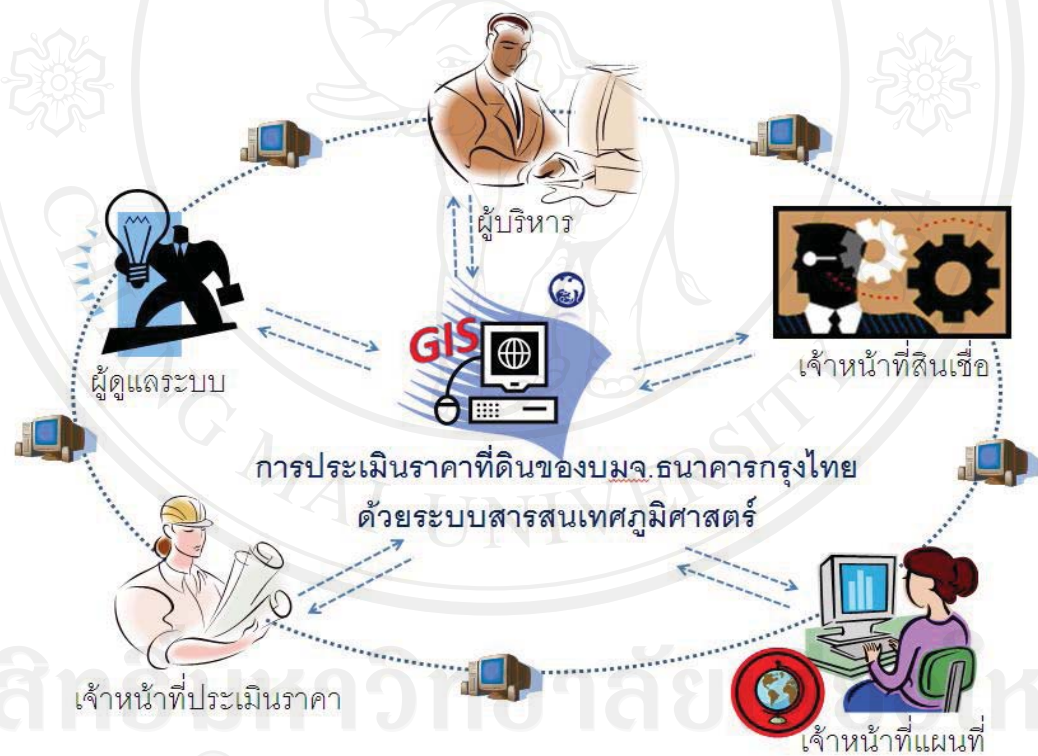 ผู้บริหาร
ผู้ดูแลระบบ
GIS
เจ้าหน้าที่สินเชื่อ
การประเมินราคาที่ดินของบมจ.ธนาคารกรุงไทย
ด้วยระบบสารสนเทศภูมิศาสตร์
เจ้าหน้าที่ประเมินราคา
เจ้าหน้าที่แผนที่
CHIANG MAI UNIVERSITY